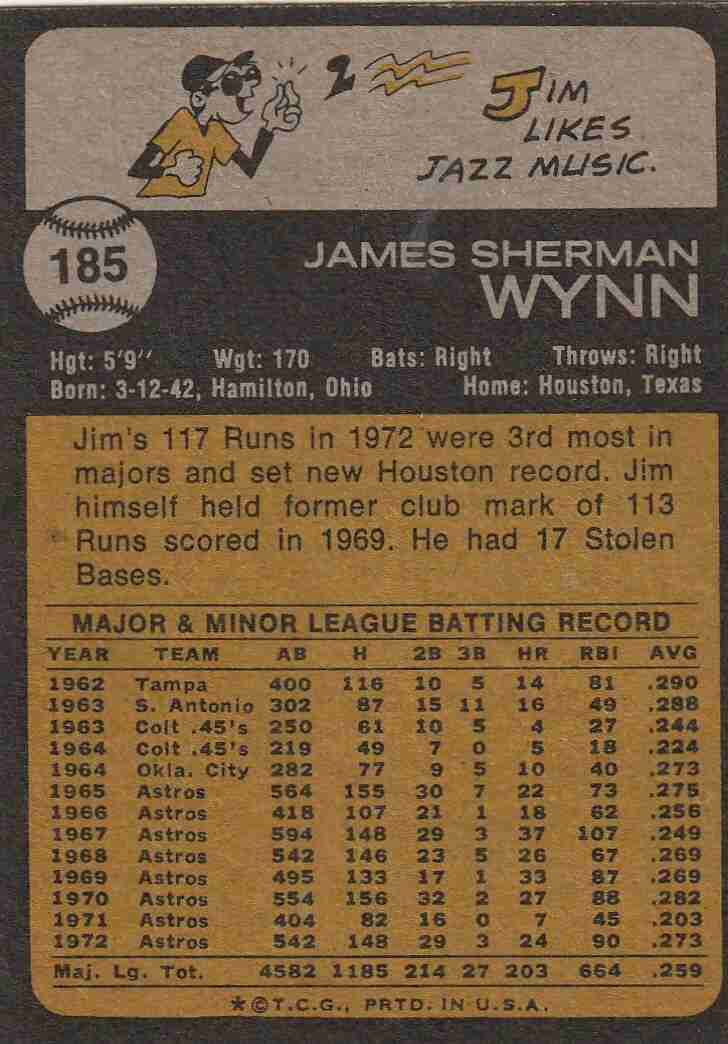 2
JIM
LIKES
JAZZ MUSIC.
185
JAMES SHERMAN
WYNN
Hgt: 5'9" Wgt: 170 Bats: Right Throws: Right
Born: 3-12-42, Hamilton, Ohio Home: Houston, Texas
Jim's 117 Runs in 1972 were 3rd most in
majors and set new Houston record. Jim
himself held former club mark of 113
Runs scored in 1969. He had 17 Stolen
Bases.
MAJOR & MINOR LEAGUE BATTING RECORD
YEAR TEAM AB H 2B 3B HR RBI AVG
1962 Tampa 400 116 10 5 14 81 .290
1963 S. Antonio 302 87 15 11 16 49 .288
1963 Colt .45's 250 61 10 5 4 27 .244
1964 Colt .45's 219 49 7 0 5 18 .224
1964 Okla. City 282 77 9 5 10 40 .273
1965 Astros 564 155 30 7 22 73 .275
1966 Astros 418 107 21 1 18 62 .256
1967 Astros 594 148 29 3 37 107 .249
1968 Astros 542 146 23 5 26 67 .269
1969 Astros 495 133 17 1 33 87 .269
1970 Astros 554 156 32 2 27 88 .282
1971 Astros 404 82 16 0 7 45 .203
1972 Astros 542 148 29 3 24 90 .273
Maj. Lg. Tot. 4582 1185 214 27 203 664 .259
*©T.C.G., PRTD. IN U.S.A.